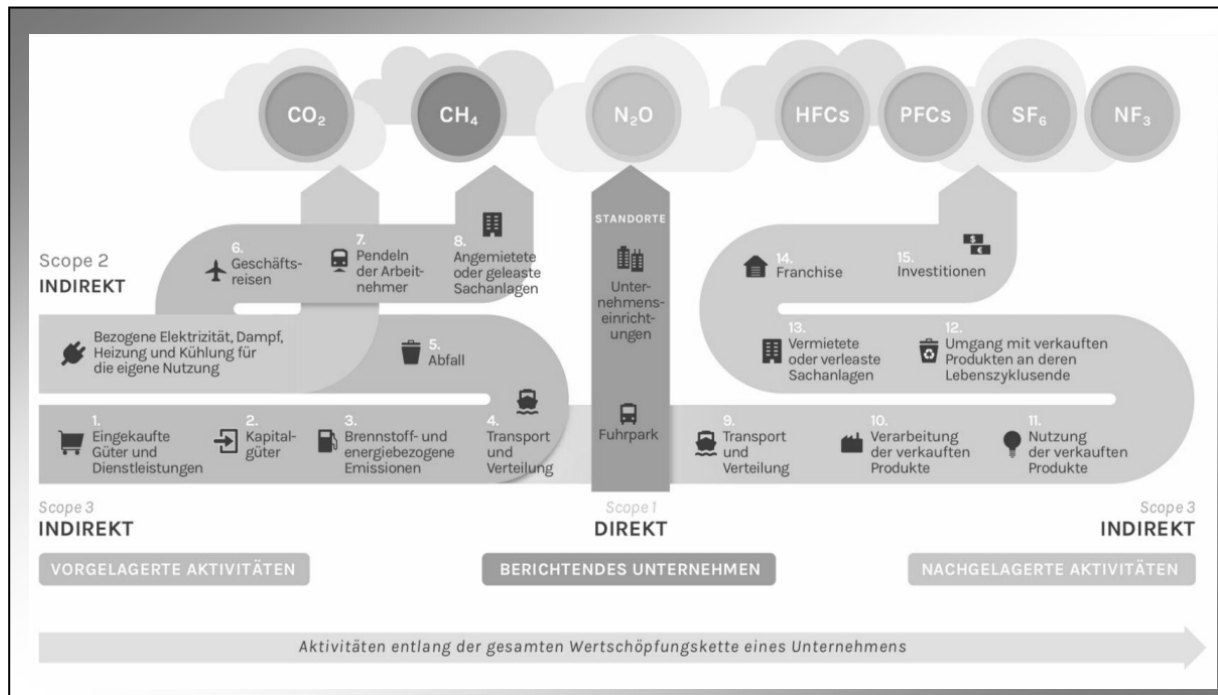 CO₂
CH₄
N₂O
HFCs
PFCs
SF₆
NF₃
Scope 2
INDIREKT
6.
Geschäfts-
reisen
7.
Pendeln
der Arbeit-
nehmer
8.
Angemietete
oder geleaste
Sachanlagen
Bezogene Elektrizität, Dampf,
Heizung und Kühlung für
die eigene Nutzung
5.
Abfall
1.
Eingekaufte
Güter und
Dienstleistungen
2.
Kapital-
güter
3.
Brennstoff- und
energiebezogene
Emissionen
4.
Transport
und
Verteilung
STANDORTE
Unter-
nehmens-
einricht-
ungen
Fuhrpark
14.
Franchise
15.
Investitionen
$
€
13.
Vermietete
oder verleaste
Sachanlagen
12.
Umgang mit verkauften
Produkten an deren
Lebenszyklusende
9.
Transport
und
Verteilung
10.
Verarbeitung
der verkauften
Produkte
11.
Nutzung
der verkauften
Produkte
Scope 3
INDIREKT
Scope 1
DIREKT
Scope 3
INDIREKT
VORGELAGERTE AKTIVITÄTEN
BERICHTENDES UNTERNEHMEN
NACHGELAGERTE AKTIVITÄTEN
Aktivitäten entlang der gesamten Wertschöpfungskette eines Unternehmens